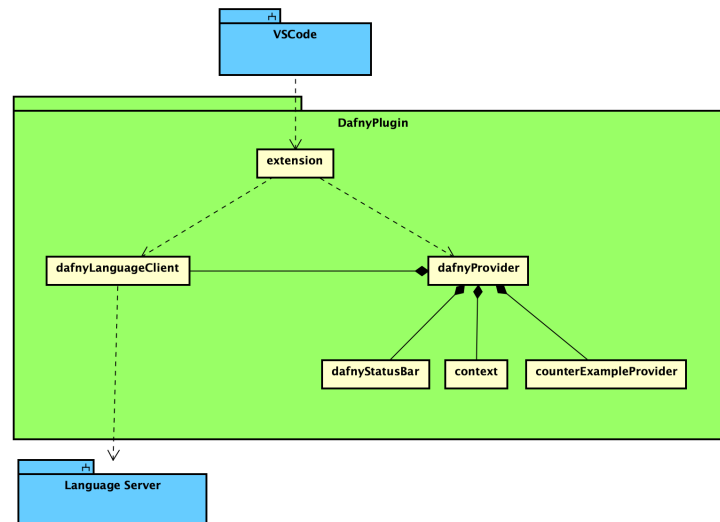 VSCode
DafnyPlugin
extension
dafnyLanguageClient
dafnyProvider
dafnyStatusBar
context
counterExampleProvider
Language Server